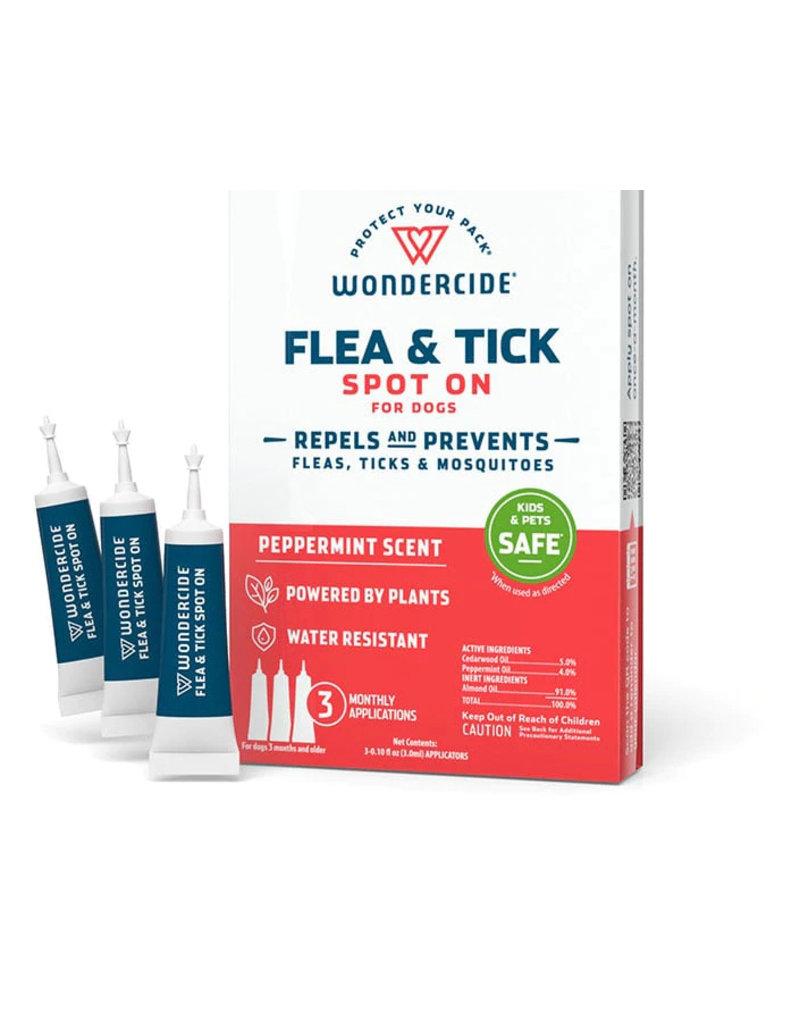 PROTECT YOUR PACK®
WONDERCIDE®
FLEA & TICK
SPOT ON
FOR DOGS
REPELS AND PREVENTS
FLEAS, TICKS & MOSQUITOES
KIDS
& PETS
SAFE*
*When used as directed
PEPPERMINT SCENT
POWERED BY PLANTS
WATER RESISTANT
3 MONTHLY
APPLICATIONS
For dogs 3 months and older
Net Contents:
3-0.10 fl oz (3.0ml) APPLICATORS
ACTIVE INGREDIENTS
Cedarwood Oil.....5.0%
Peppermint Oil.....4.0%
INERT INGREDIENTS
Almond Oil.....91.0%
TOTAL.....100.0%
Keep Out of Reach of Children
CAUTION See Back for Additional
Precautionary Statements
Apply spot on
once-a-month.
WONDERCIDE
FLEA & TICK SPOT ON
WONDERCIDE
FLEA & TICK SPOT ON
WONDERCIDE
FLEA & TICK SPOT ON